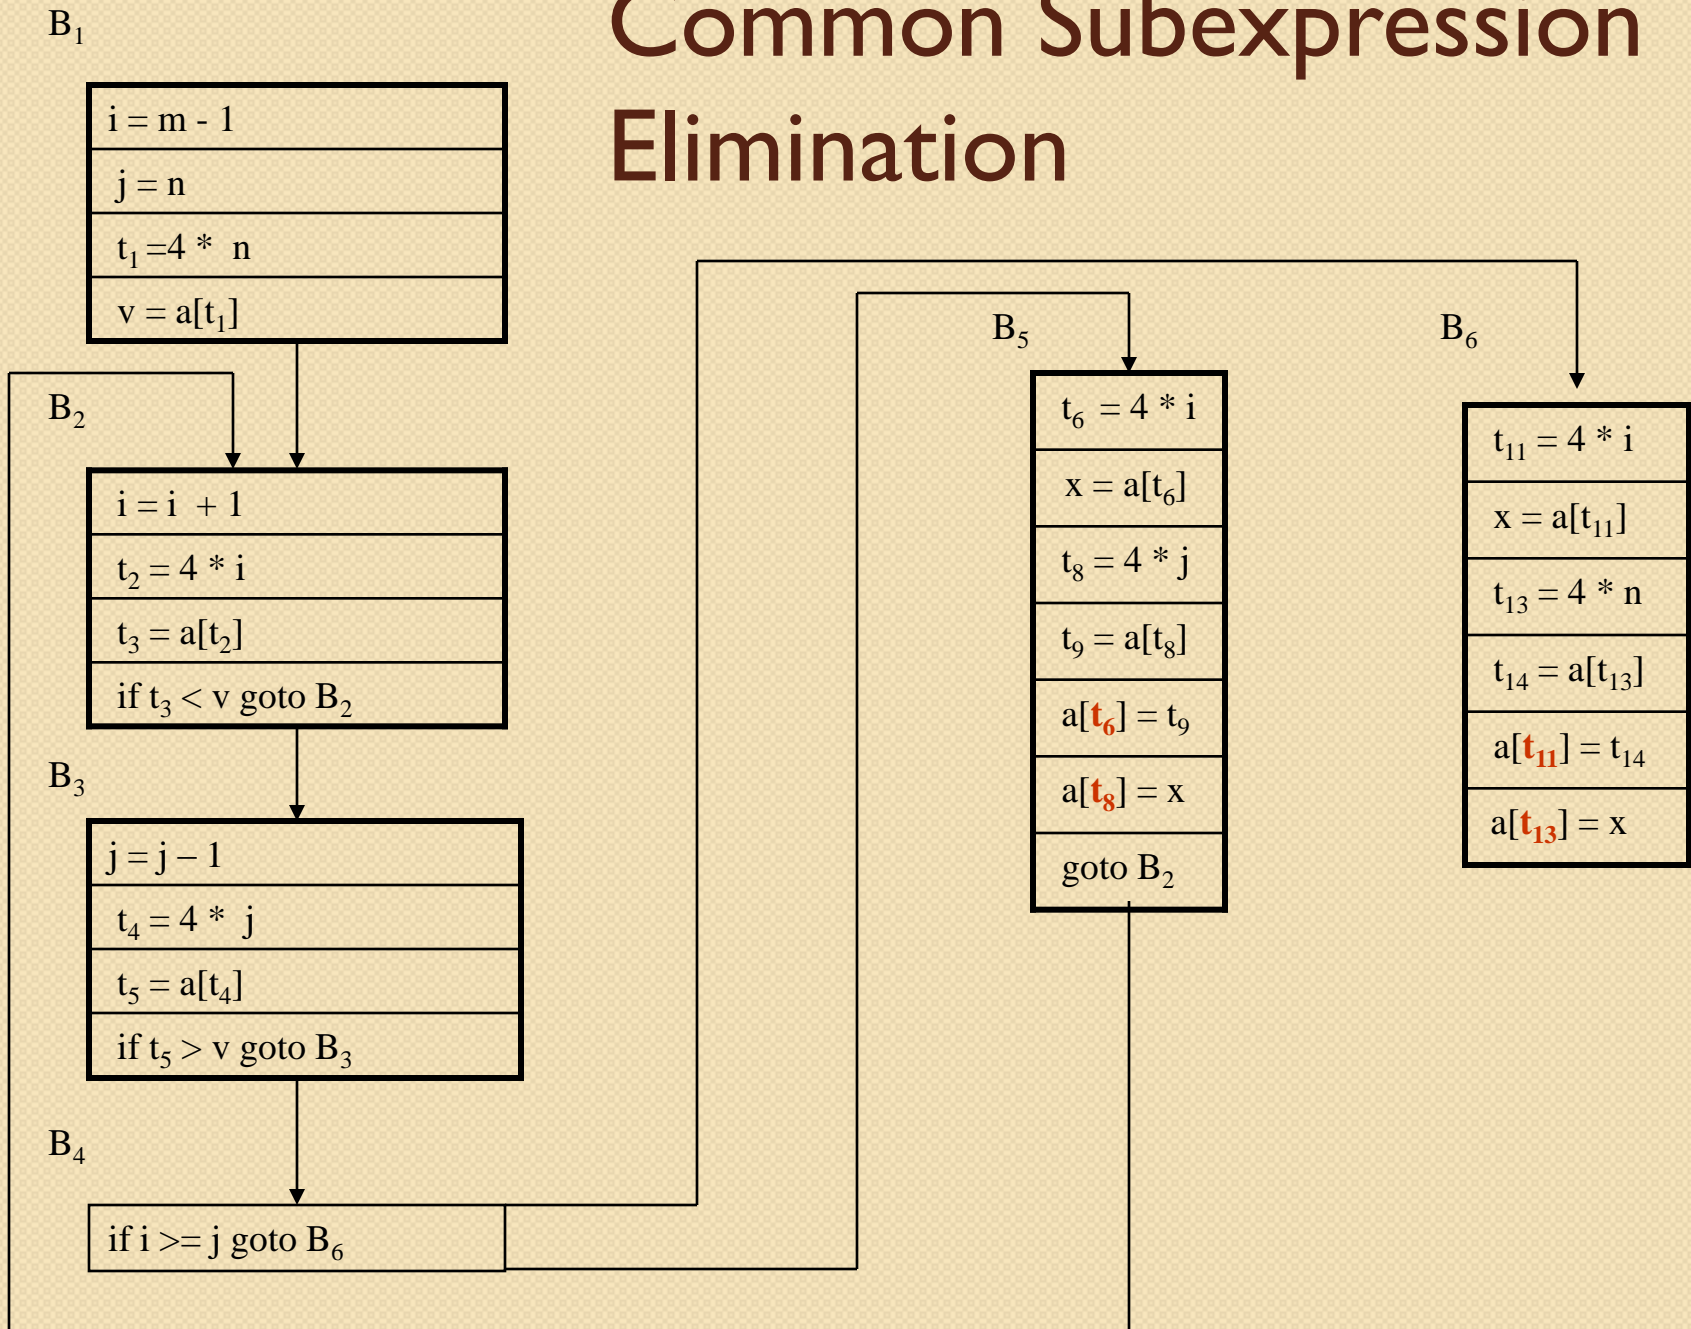 Common Subexpression
Elimination
B₁
i = m - 1
j = n
t₁ =4 * n
v = a[t₁]
B₂
i = i + 1
t₂ = 4 * i
t₃ = a[t₂]
if t₃ < v goto B₂
B₃
j = j – 1
t₄ = 4 * j
t₅ = a[t₄]
if t₅ > v goto B₃
B₄
if i >= j goto B₆
B₅
t₆ = 4 * i
x = a[t₆]
t₈ = 4 * j
t₉ = a[t₈]
a[t₆] = t₉
a[t₈] = x
goto B₂
B₆
t₁₁ = 4 * i
x = a[t₁₁]
t₁₃ = 4 * n
t₁₄ = a[t₁₃]
a[t₁₁] = t₁₄
a[t₁₃] = x